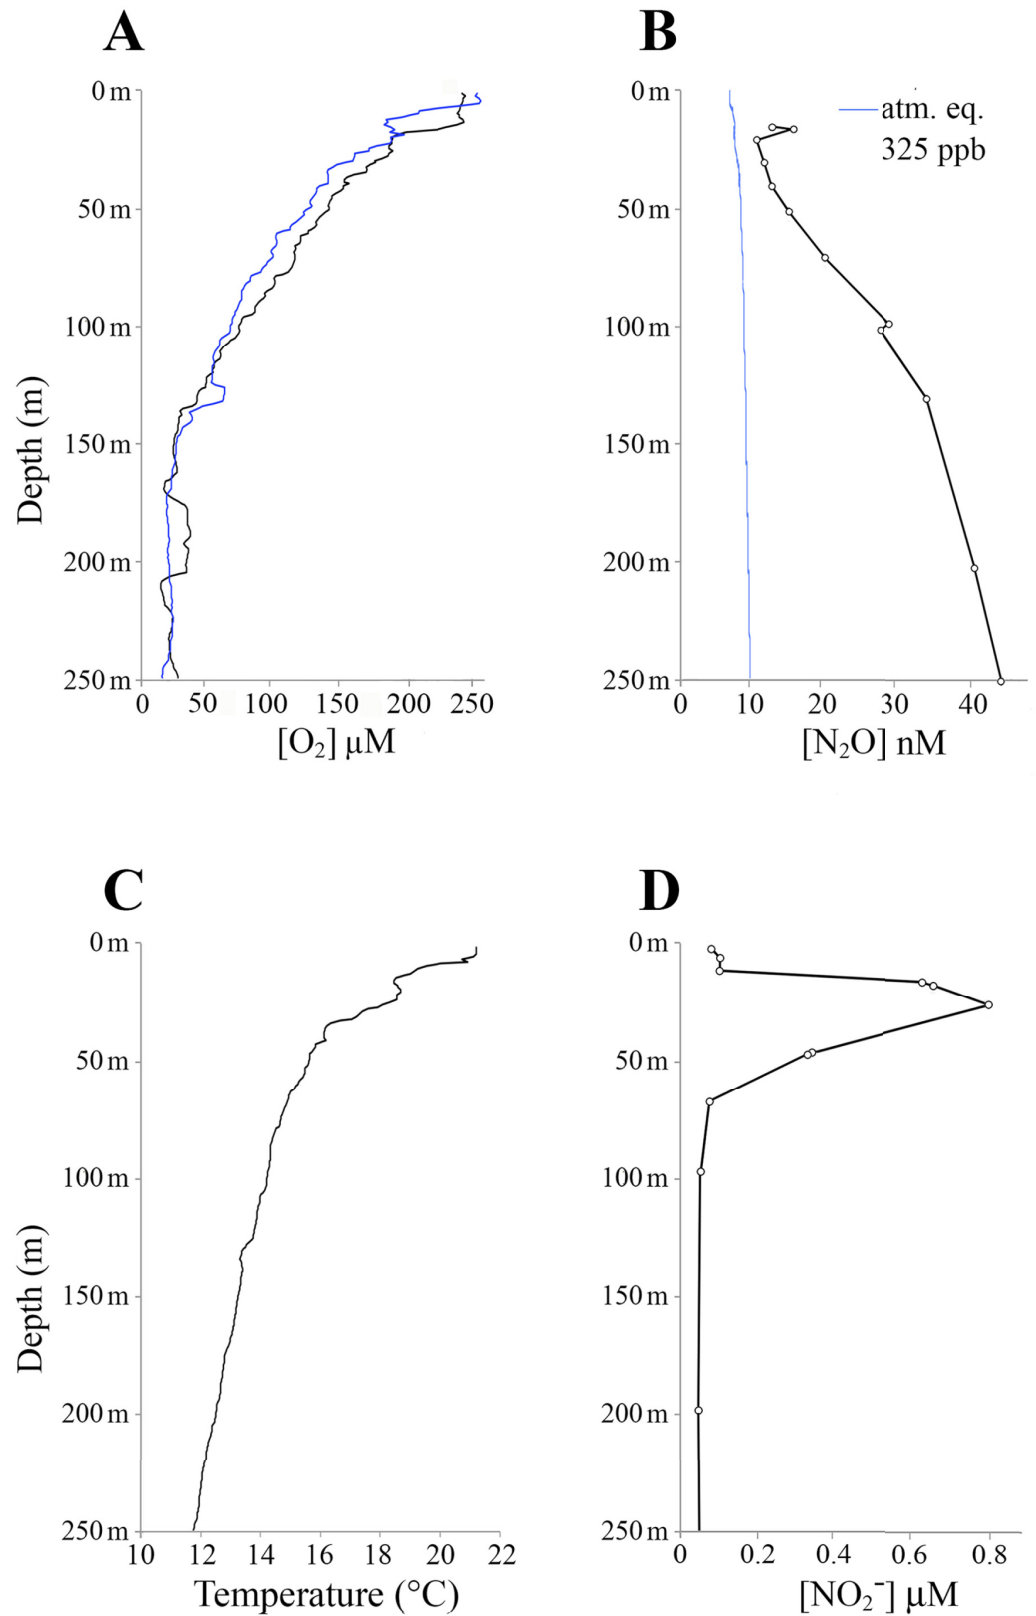 A
0 m
50 m
100 m
150 m
200 m
250 m
Depth (m)
0 50 100 150 200 250
[O₂] µM
B
atm. eq.
325 ppb
0 m
50 m
100 m
150 m
200 m
250 m
0 10 20 30 40
[N₂O] nM
C
0 m
50 m
100 m
150 m
200 m
250 m
Depth (m)
10 12 14 16 18 20 22
Temperature (°C)
D
0 m
50 m
100 m
150 m
200 m
250 m
0 0.2 0.4 0.6 0.8
[NO₂⁻] µM